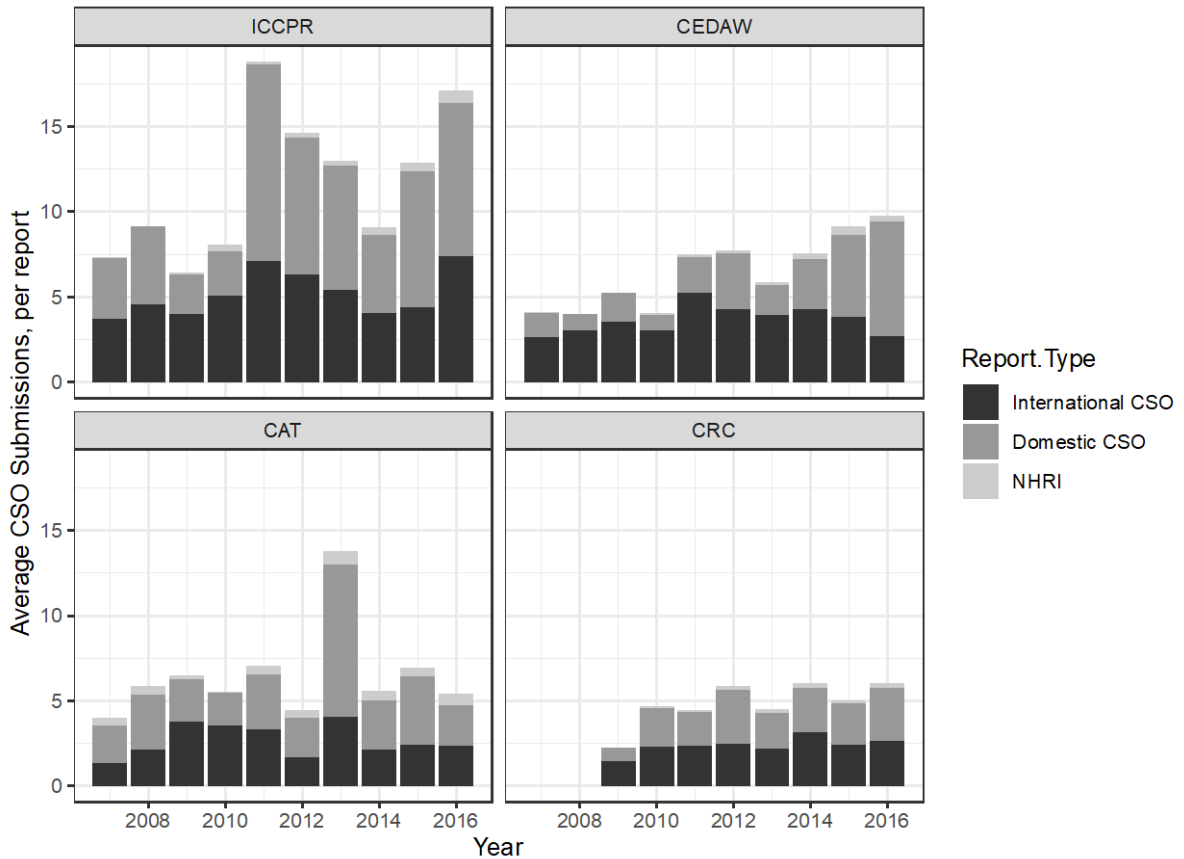 ICCPR
CEDAW
15
10
5
0
CAT
CRC
15
10
5
0
2008 2010 2012 2014 2016
2008 2010 2012 2014 2016
Year
Average CSO Submissions, per report
Report.Type
International CSO
Domestic CSO
NHRI